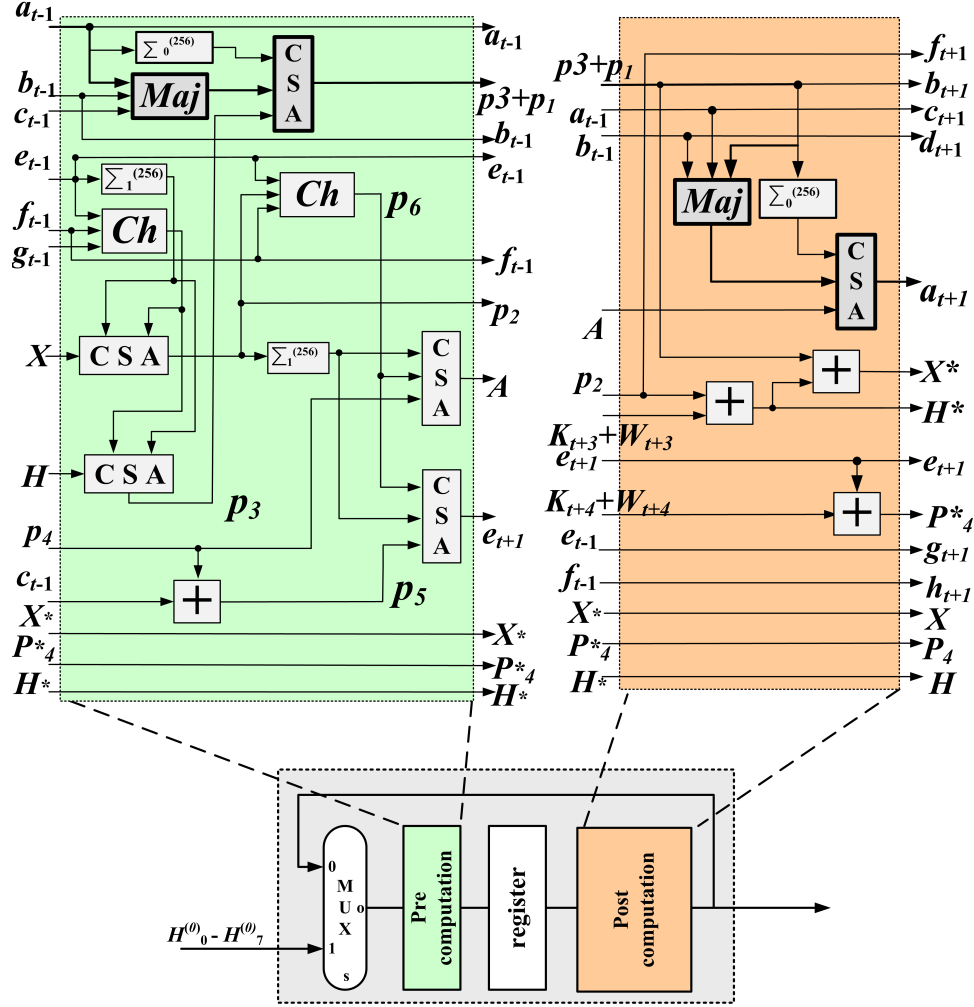 a_{t-1}
b_{t-1}
c_{t-1}
e_{t-1}
f_{t-1}
g_{t-1}
X
H
p_4
c_{t-1}
X*
P*_4
H*
∑_0^{(256)}
Maj
C
S
A
∑_1^{(256)}
Ch
Ch
p_6
C S A
∑_1^{(256)}
C
S
A
C S A
p_3
C
S
A
+
p_5
a_{t-1}
p3+p_1
b_{t-1}
e_{t-1}
f_{t-1}
p_2
A
e_{t+1}
X*
P*_4
H*
p3+p_1
a_{t-1}
b_{t-1}
A
p_2
K_{t+3}+W_{t+3}
e_{t+1}
K_{t+4}+W_{t+4}
e_{t-1}
f_{t-1}
X*
P*_4
H*
Maj
∑_0^{(256)}
C
S
A
+
+
+
f_{t+1}
b_{t+1}
c_{t+1}
d_{t+1}
a_{t+1}
X*
H*
e_{t+1}
P*_4
g_{t+1}
h_{t+1}
X
P_4
H
H^{(0)}_0 - H^{(0)}_7
0
M
U
X
o
1
s
Pre
computation
register
Post
computation